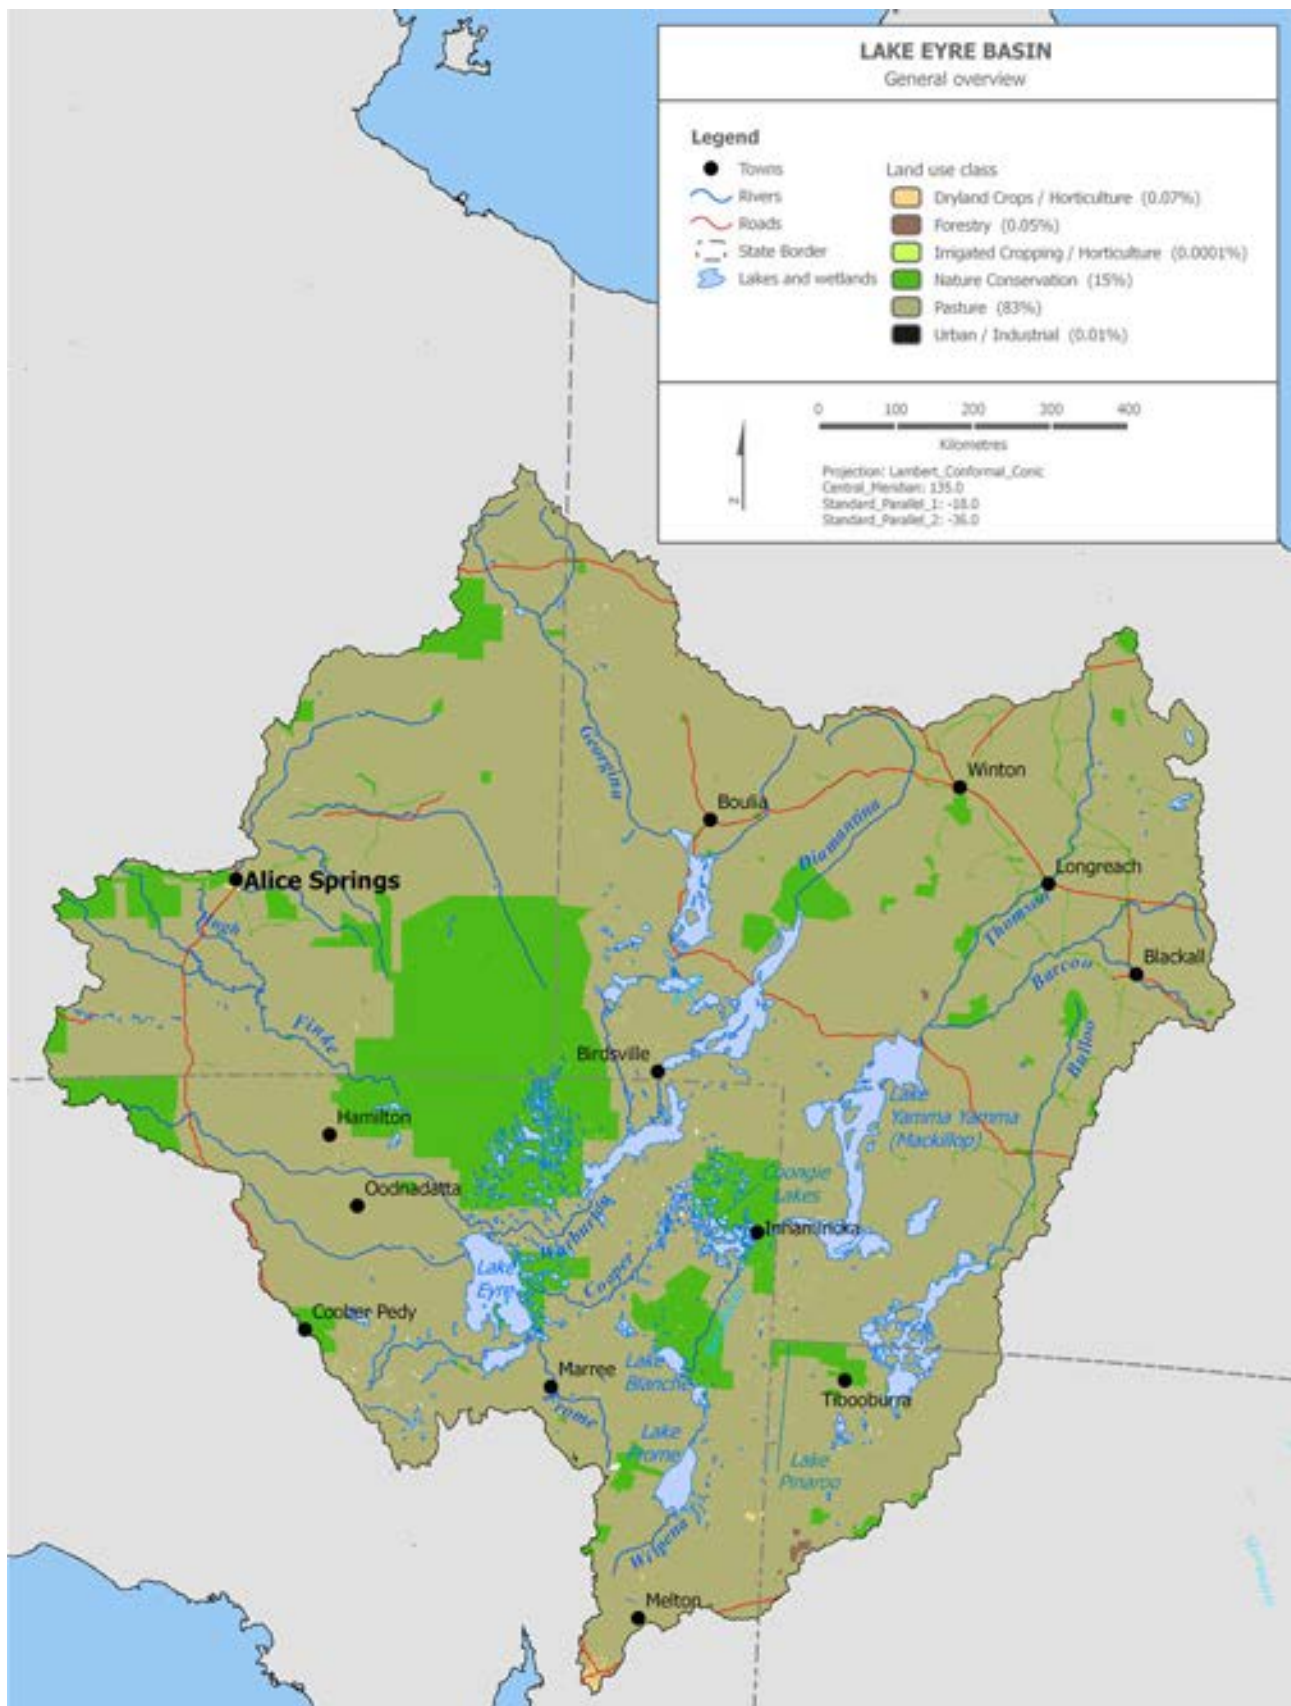 LAKE EYRE BASIN
General overview
Legend
Towns
Rivers
Roads
State Border
Lakes and wetlands
Land use class
Dryland Crops / Horticulture (0.07%)
Forestry (0.05%)
Irrigated Cropping / Horticulture (0.0001%)
Nature Conservation (15%)
Pasture (83%)
Urban / Industrial (0.01%)
0 100 200 300 400
Kilometres
N
Projection: Lambert_Conformal_Conic
Central_Meridian: 135.0
Standard_Parallel_1: -18.0
Standard_Parallel_2: -36.0
Georgina
Winton
Boulia
Diamantina
Longreach
Alice Springs
Hugh
Thomson
Barcoo
Blackall
Finke
Bulloo
Birdsville
Hamilton
Lake
Yamma Yamma
(Mackillop)
Oodnadatta
Coongie
Lakes
Warburton
Innamincka
Cooper
Lake
Eyre
Coober Pedy
Marree
Lake
Blanche
Tibooburra
Frome
Lake
Frome
Lake
Pinaroo
Wilpena
Melton